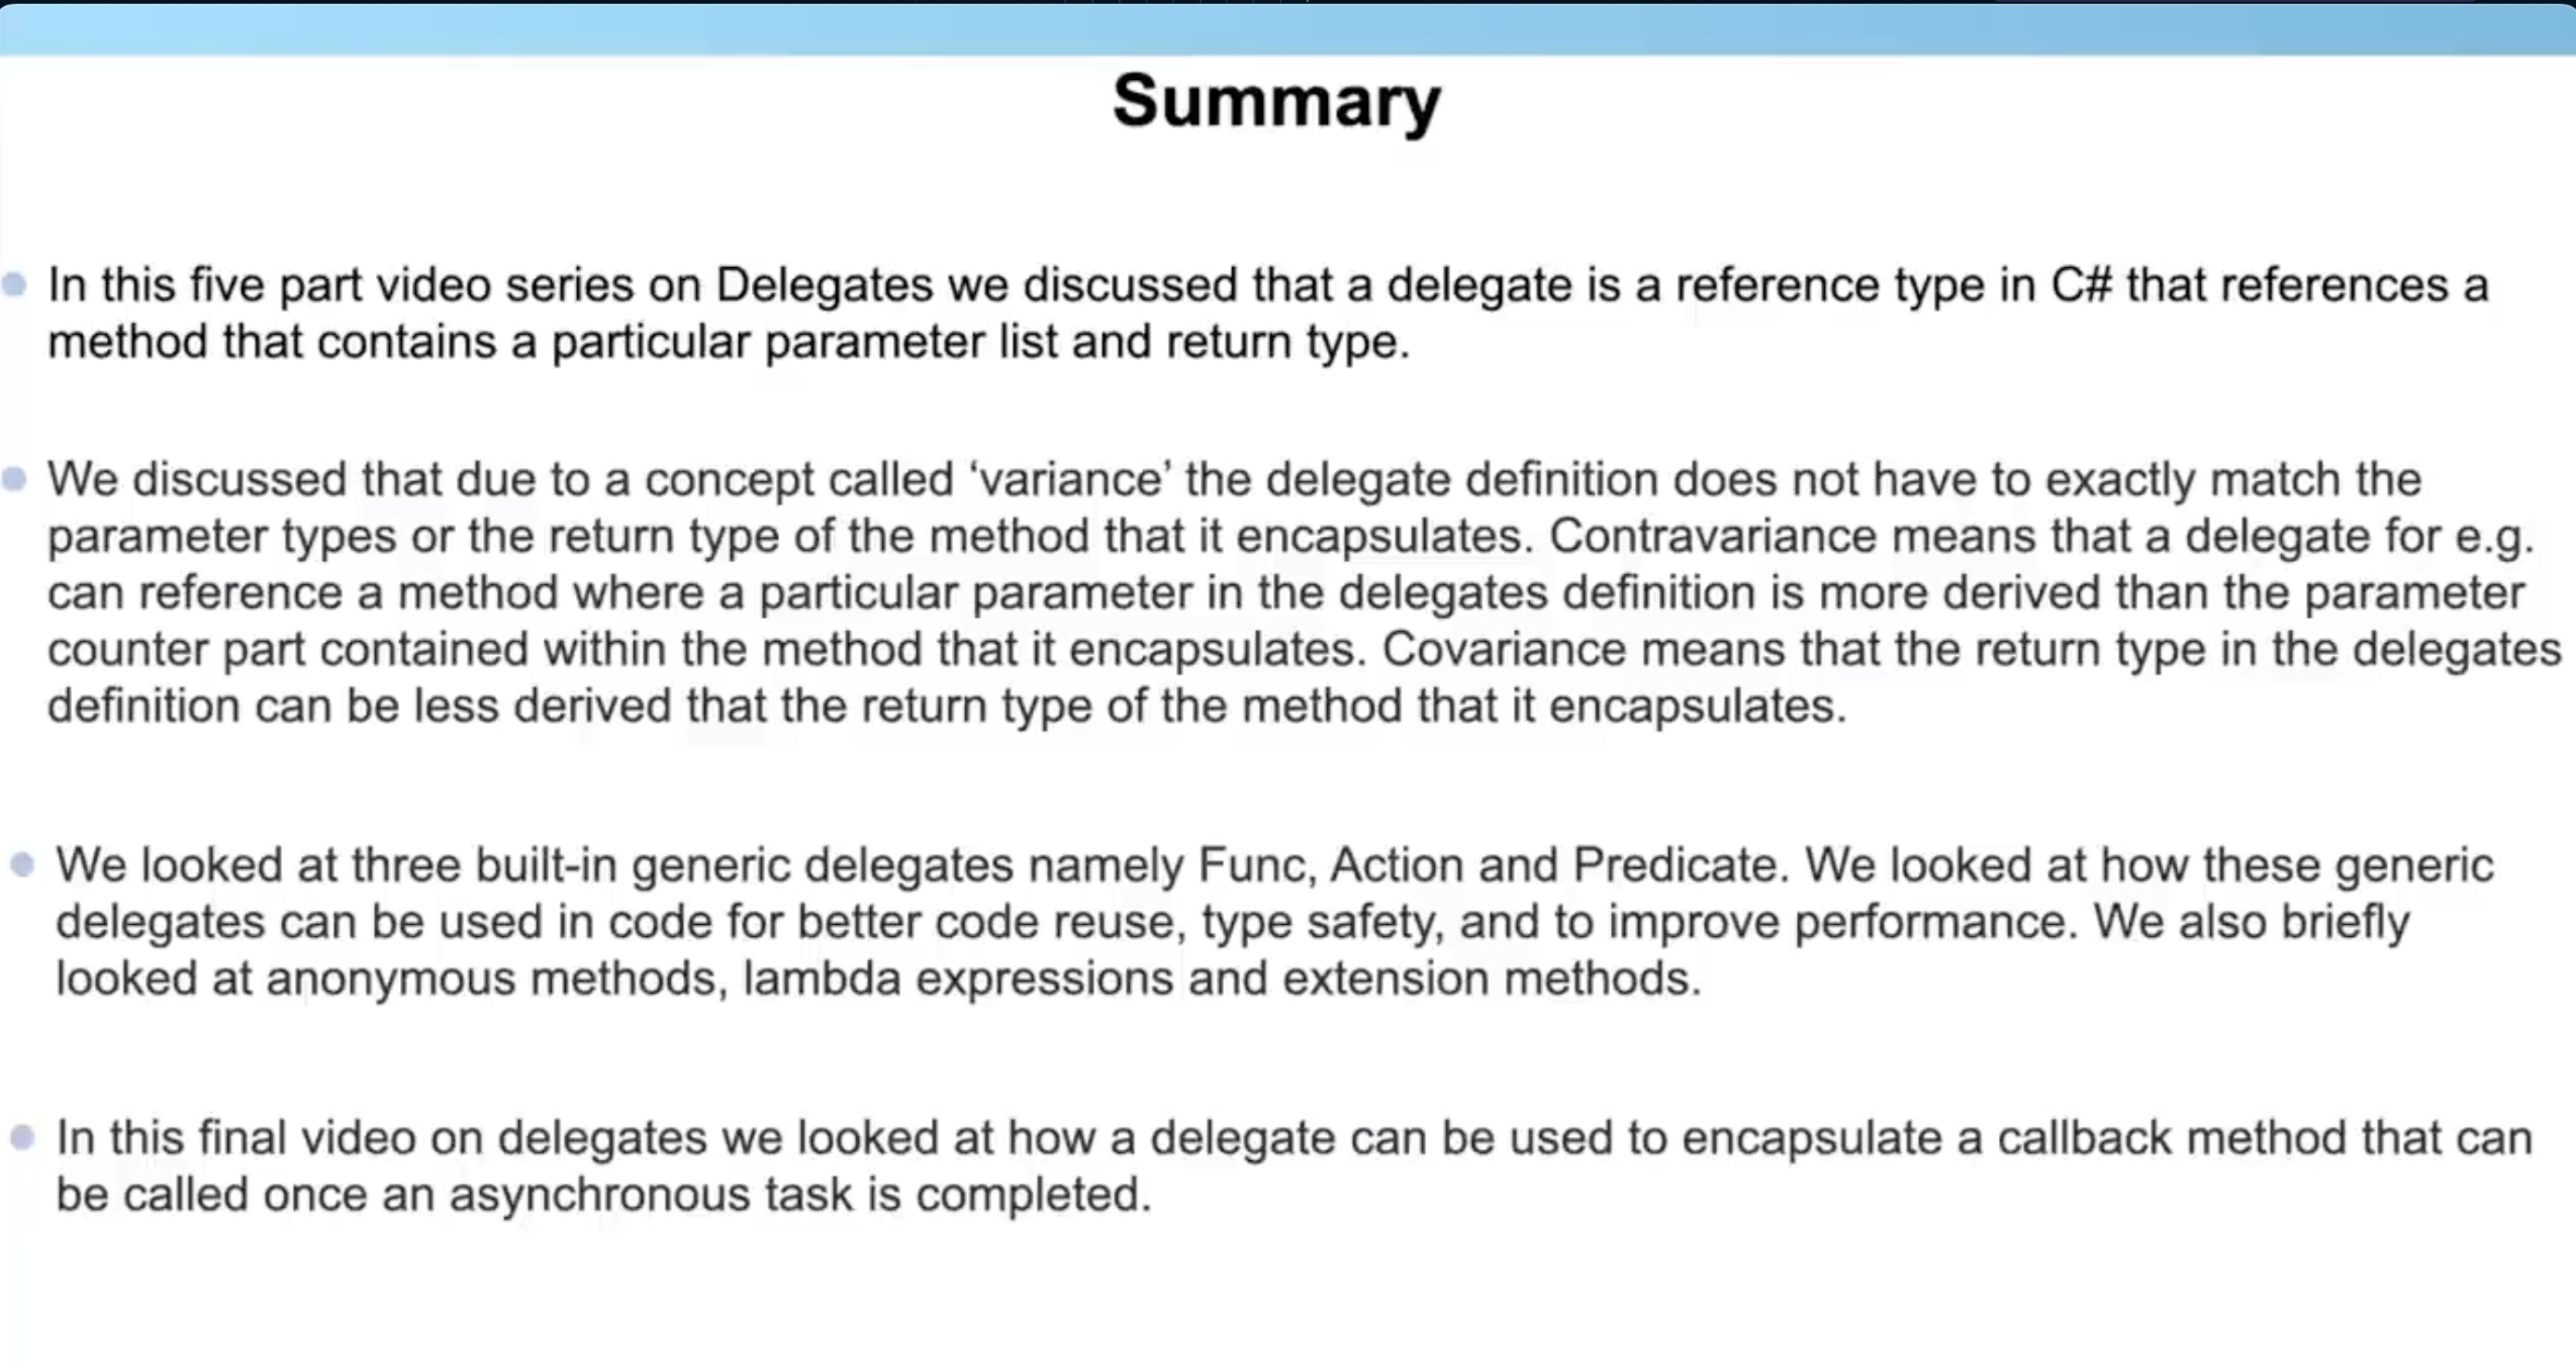 Summary
In this five part video series on Delegates we discussed that a delegate is a reference type in C# that references a
method that contains a particular parameter list and return type.
We discussed that due to a concept called ‘variance’ the delegate definition does not have to exactly match the
parameter types or the return type of the method that it encapsulates. Contravariance means that a delegate for e.g.
can reference a method where a particular parameter in the delegates definition is more derived than the parameter
counter part contained within the method that it encapsulates. Covariance means that the return type in the delegates
definition can be less derived that the return type of the method that it encapsulates.
We looked at three built-in generic delegates namely Func, Action and Predicate. We looked at how these generic
delegates can be used in code for better code reuse, type safety, and to improve performance. We also briefly
looked at anonymous methods, lambda expressions and extension methods.
In this final video on delegates we looked at how a delegate can be used to encapsulate a callback method that can
be called once an asynchronous task is completed.